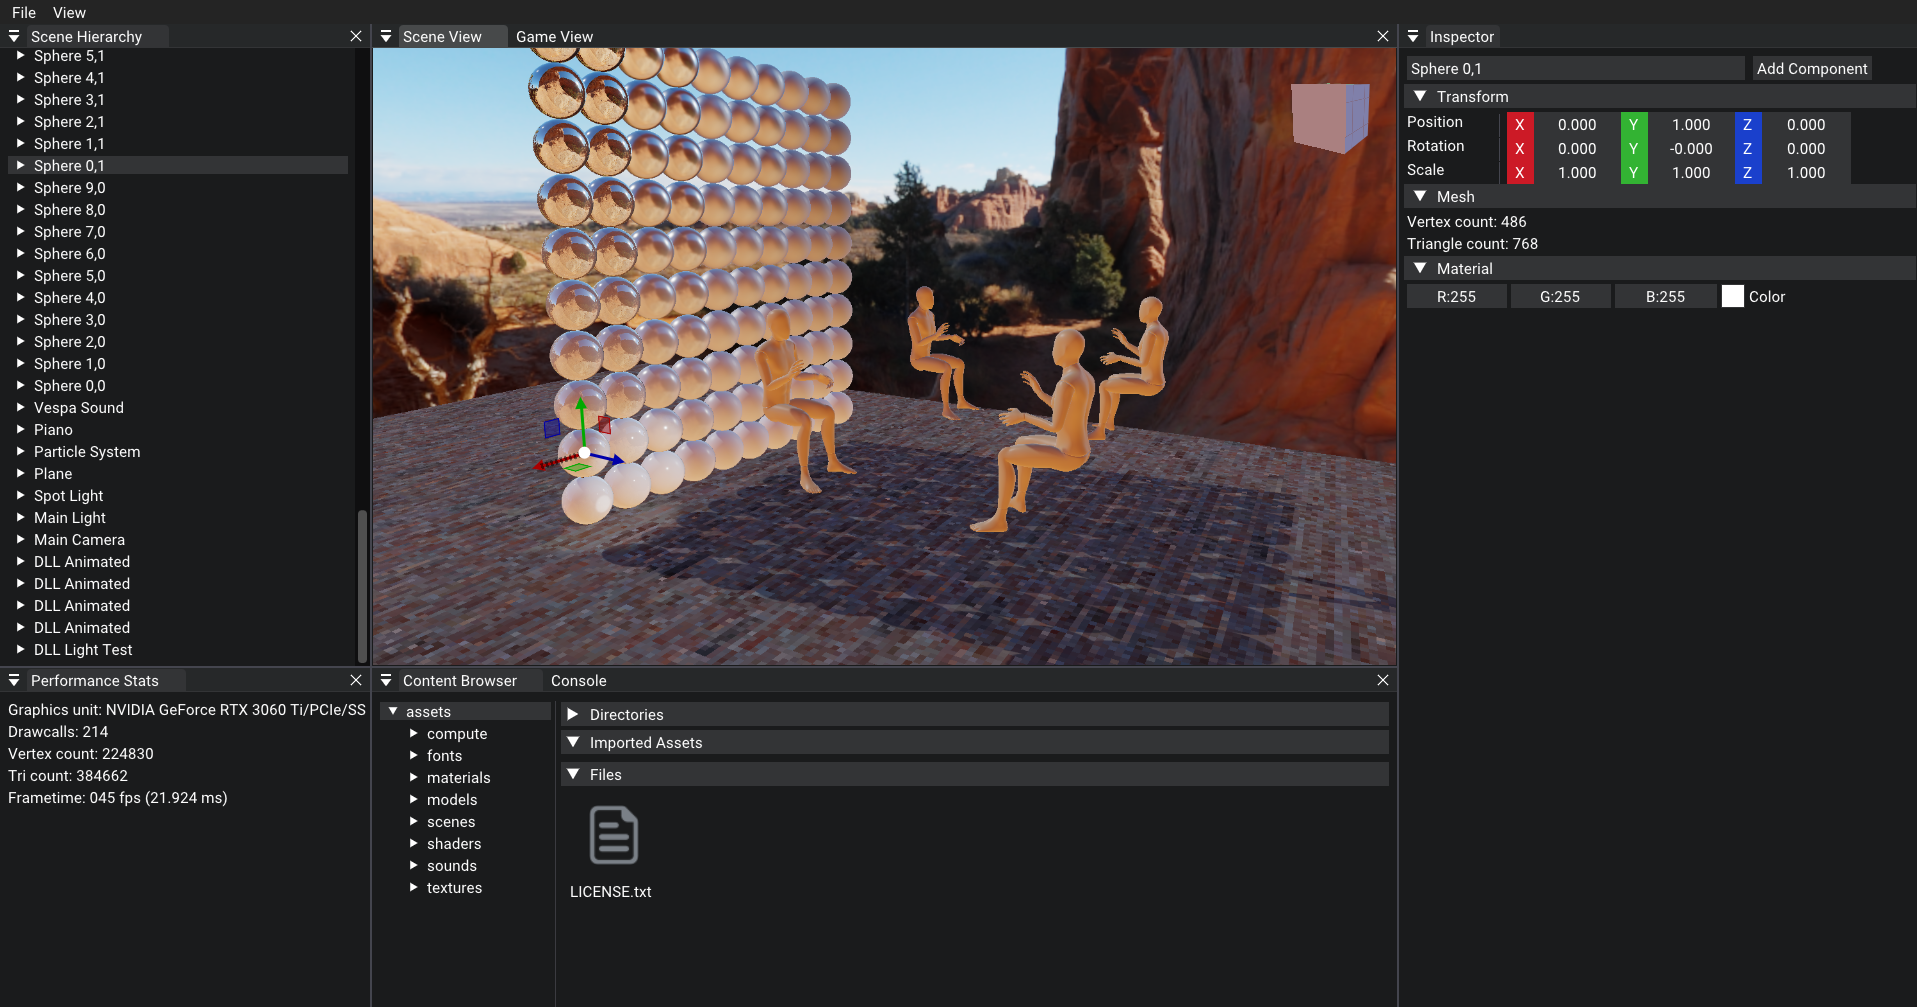 File View
Scene Hierarchy
Sphere 5,1
Sphere 4,1
Sphere 3,1
Sphere 2,1
Sphere 1,1
Sphere 0,1
Sphere 9,0
Sphere 8,0
Sphere 7,0
Sphere 6,0
Sphere 5,0
Sphere 4,0
Sphere 3,0
Sphere 2,0
Sphere 1,0
Sphere 0,0
Vespa Sound
Piano
Particle System
Plane
Spot Light
Main Light
Main Camera
DLL Animated
DLL Animated
DLL Animated
DLL Animated
DLL Light Test
Scene View Game View
Inspector
Sphere 0,1 Add Component
Transform
Position X 0.000 Y 1.000 Z 0.000
Rotation X 0.000 Y -0.000 Z 0.000
Scale X 1.000 Y 1.000 Z 1.000
Mesh
Vertex count: 486
Triangle count: 768
Material
R:255 G:255 B:255 Color
Performance Stats
Graphics unit: NVIDIA GeForce RTX 3060 Ti/PCIe/SS
Drawcalls: 214
Vertex count: 224830
Tri count: 384662
Frametime: 045 fps (21.924 ms)
Content Browser Console
assets
compute
fonts
materials
models
scenes
shaders
sounds
textures
Directories
Imported Assets
Files
LICENSE.txt